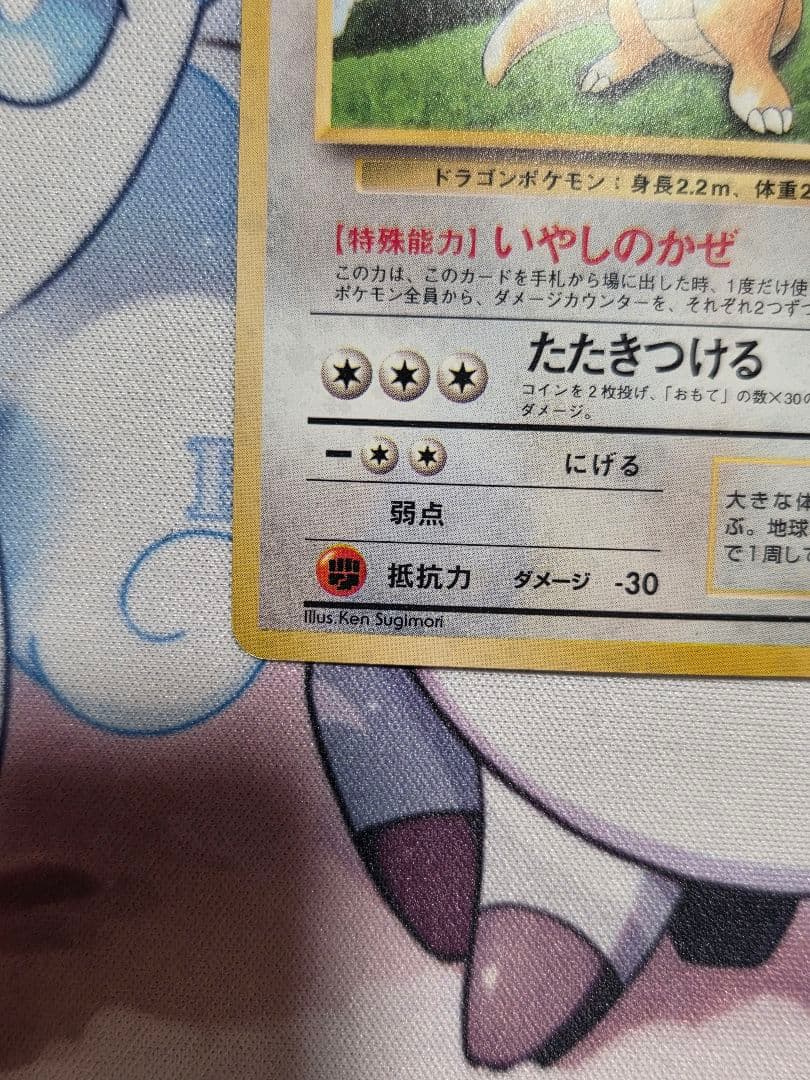 ドラゴンポケモン：身長2.2m、体重2
【特殊能力】いやしのかぜ
この力は、このカードを手札から場に出した時、1度だけ使
ポケモン全員から、ダメージカウンターを、それぞれ2つずつ
たたきつける
コインを2枚投げ、「おもて」の数×30の
ダメージ。
ー にげる
弱点
抵抗力 ダメージ -30
Illus.Ken Sugimori
大きな体
ぶ。地球
で1周して